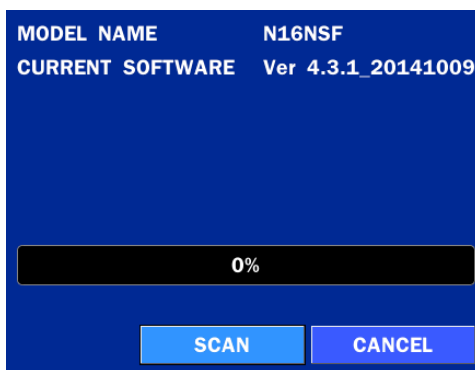 MODEL NAME N16NSF
CURRENT SOFTWARE Ver 4.3.1_20141009
0%
SCAN CANCEL